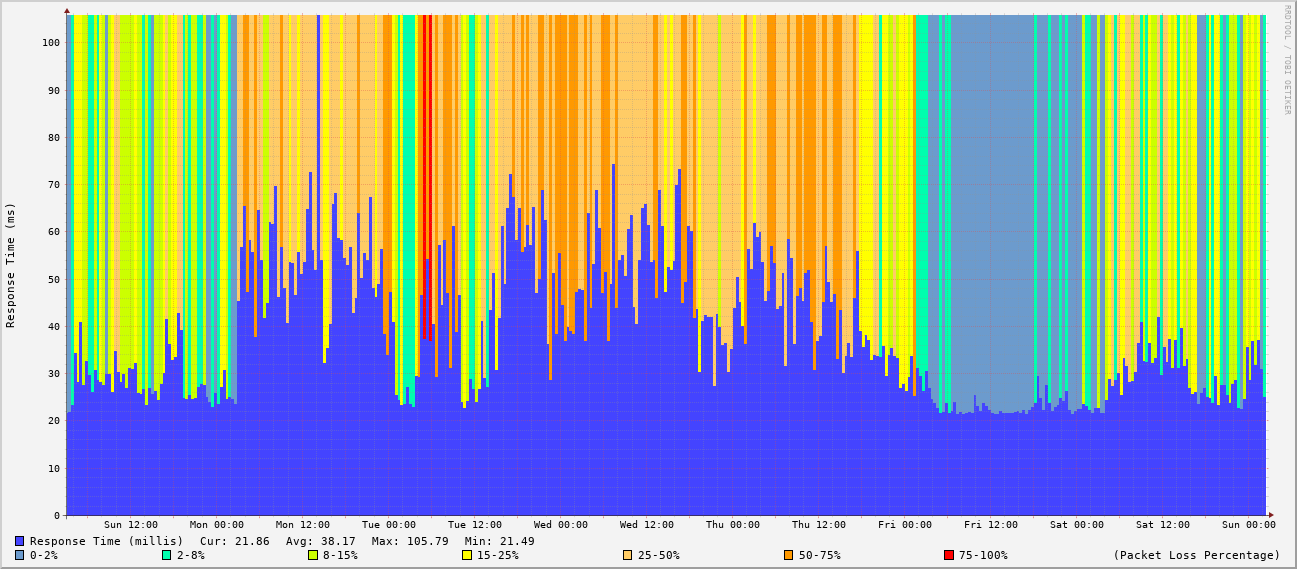 RRDTOOL / TOBI OETIKER
Response Time (ms)
100
90
80
70
60
50
40
30
20
10
0
Sun 12:00 Mon 00:00 Mon 12:00 Tue 00:00 Tue 12:00 Wed 00:00 Wed 12:00 Thu 00:00 Thu 12:00 Fri 00:00 Fri 12:00 Sat 00:00 Sat 12:00 Sun 00:00
Response Time (millis) Cur: 21.86 Avg: 38.17 Max: 105.79 Min: 21.49
0-2% 2-8% 8-15% 15-25% 25-50% 50-75% 75-100% (Packet Loss Percentage)